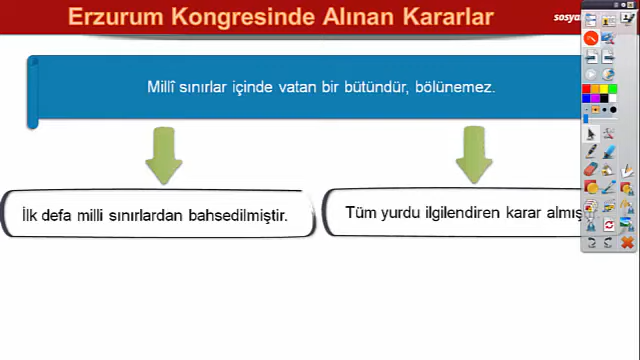 Erzurum Kongresinde Alınan Kararlar
Millî sınırlar içinde vatan bir bütündür, bölünemez.
İlk defa milli sınırlardan bahsedilmiştir.
Tüm yurdu ilgilendiren karar